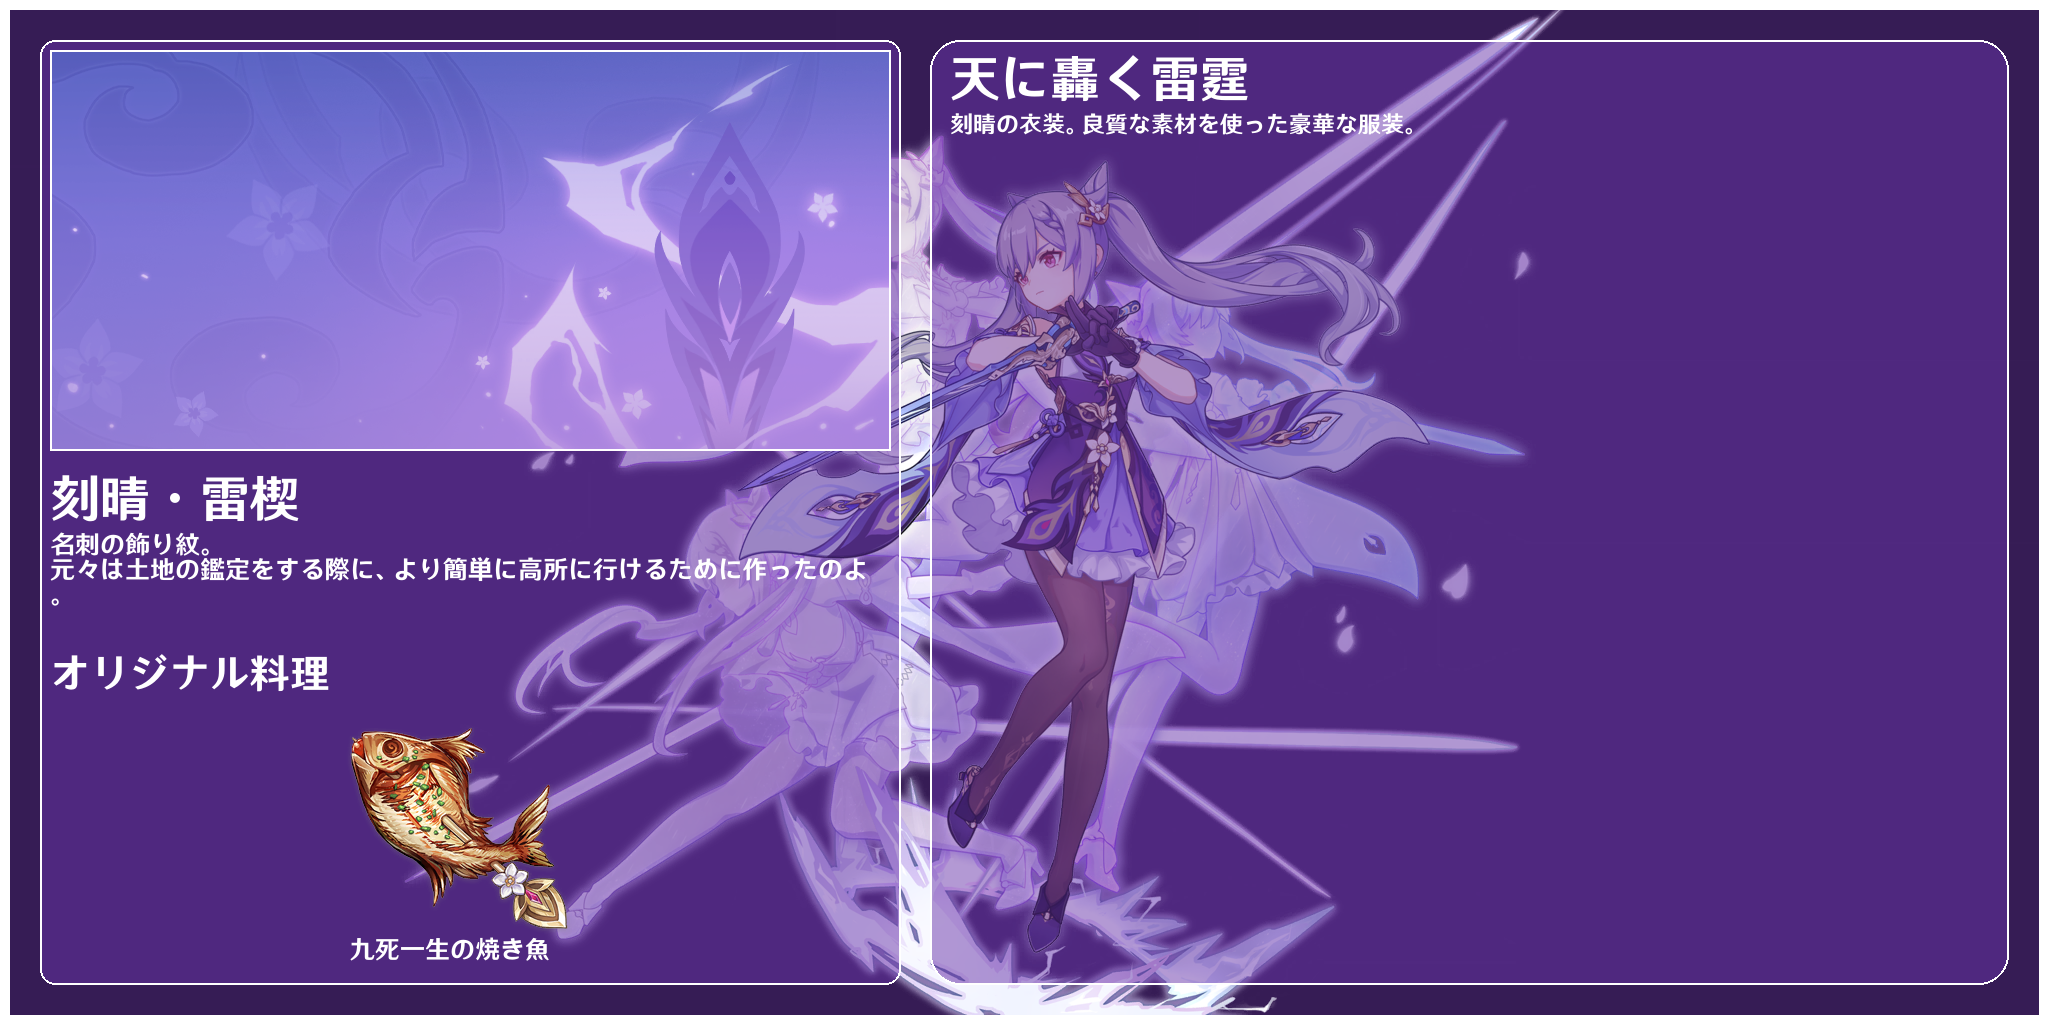 刻晴・雷楔
名刺の飾り紋。
元々は土地の鑑定をする際に、より簡単に高所に行けるために作ったのよ
。
オリジナル料理
九死一生の焼き魚
天に轟く雷霆
刻晴の衣装。良質な素材を使った豪華な服装。